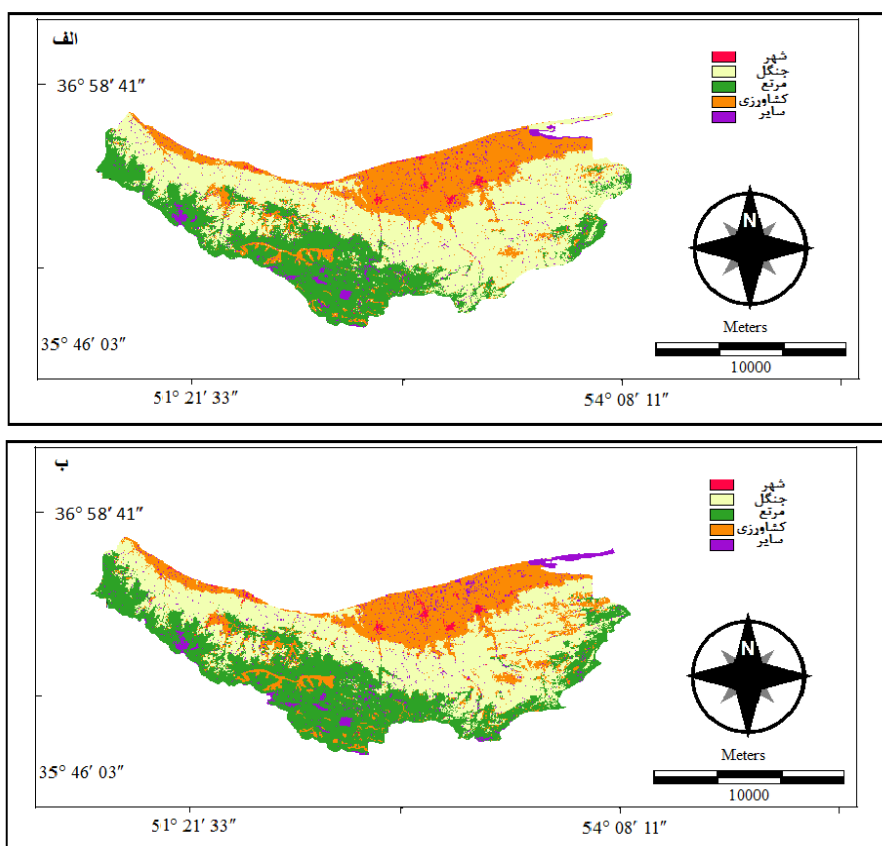 الف
36° 58′ 41″
شهر
جنگل
مرتع
کشاورزی
سایر
N
Meters
10000
35° 46′ 03″
51° 21′ 33″
54° 08′ 11″
ب
36° 58′ 41″
شهر
جنگل
مرتع
کشاورزی
سایر
N
Meters
10000
35° 46′ 03″
51° 21′ 33″
54° 08′ 11″